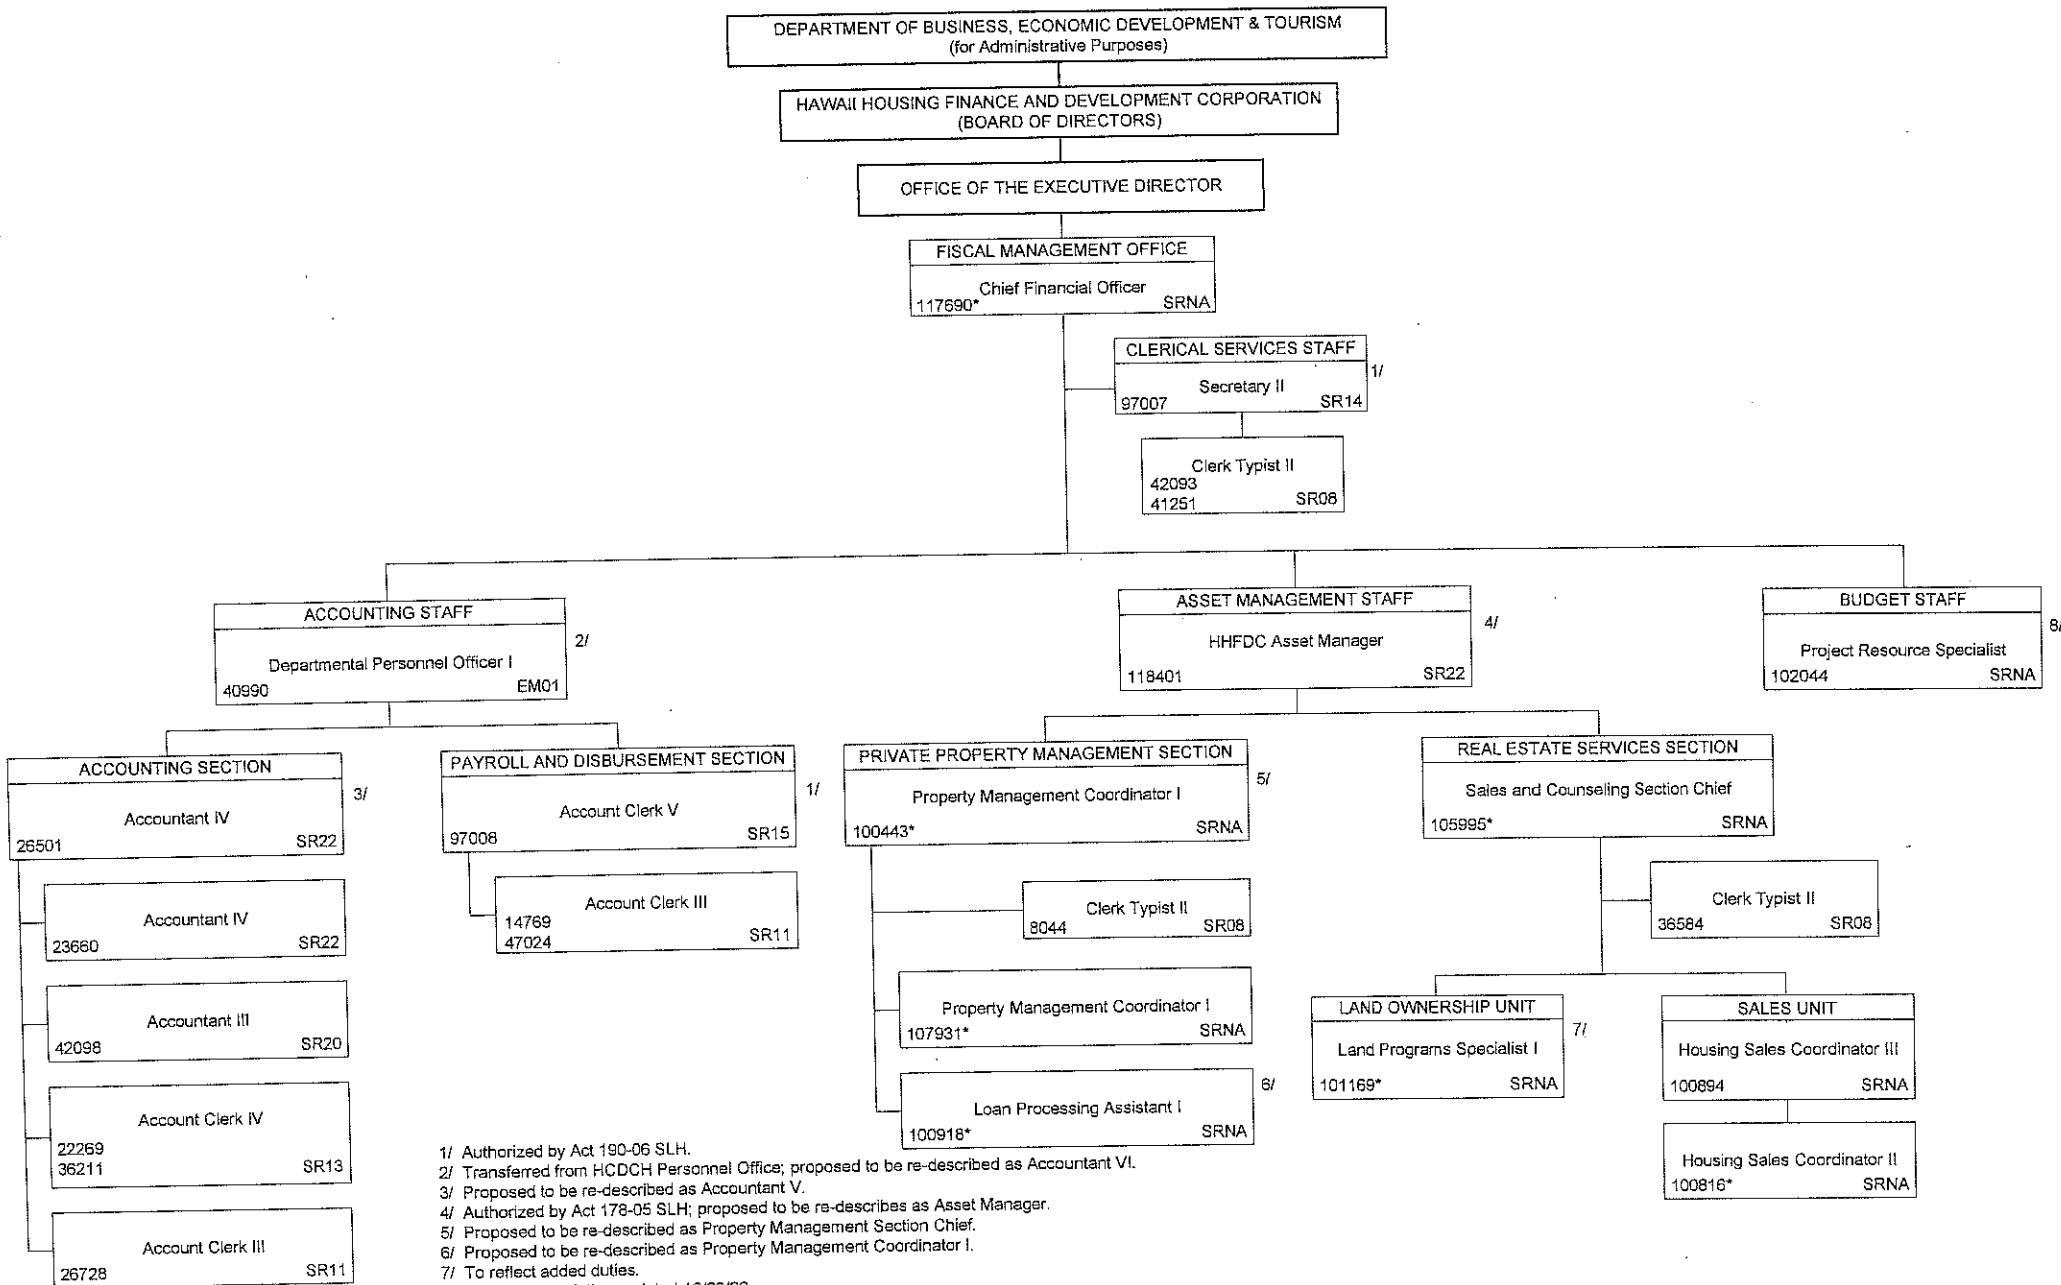 DEPARTMENT OF BUSINESS, ECONOMIC DEVELOPMENT & TOURISM
(for Administrative Purposes)
HAWAII HOUSING FINANCE AND DEVELOPMENT CORPORATION
(BOARD OF DIRECTORS)
OFFICE OF THE EXECUTIVE DIRECTOR
FISCAL MANAGEMENT OFFICE
Chief Financial Officer
117690* SRNA
CLERICAL SERVICES STAFF
1/
Secretary II
97007 SR14
Clerk Typist II
42093
41251 SR08
ACCOUNTING STAFF
2/
Departmental Personnel Officer I
40990 EM01
ASSET MANAGEMENT STAFF
4/
HHFDC Asset Manager
118401 SR22
BUDGET STAFF
8/
Project Resource Specialist
102044 SRNA
ACCOUNTING SECTION
3/
Accountant IV
26501 SR22
Accountant IV
23660 SR22
Accountant III
42098 SR20
Account Clerk IV
22269
36211 SR13
Account Clerk III
26728 SR11
PAYROLL AND DISBURSEMENT SECTION
1/
Account Clerk V
97008 SR15
Account Clerk III
14769
47024 SR11
PRIVATE PROPERTY MANAGEMENT SECTION
5/
Property Management Coordinator I
100443* SRNA
Clerk Typist II
8044 SR08
Property Management Coordinator I
107931* SRNA
6/
Loan Processing Assistant I
100918* SRNA
REAL ESTATE SERVICES SECTION
Sales and Counseling Section Chief
105995* SRNA
Clerk Typist II
36584 SR08
LAND OWNERSHIP UNIT
7/
Land Programs Specialist I
101169* SRNA
SALES UNIT
Housing Sales Coordinator III
100894 SRNA
Housing Sales Coordinator II
100816* SRNA
1/ Authorized by Act 190-06 SLH.
2/ Transferred from HCDCH Personnel Office; proposed to be re-described as Accountant VI.
3/ Proposed to be re-described as Accountant V.
4/ Authorized by Act 178-05 SLH; proposed to be re-describes as Asset Manager.
5/ Proposed to be re-described as Property Management Section Chief.
6/ Proposed to be re-described as Property Management Coordinator I.
7/ To reflect added duties.